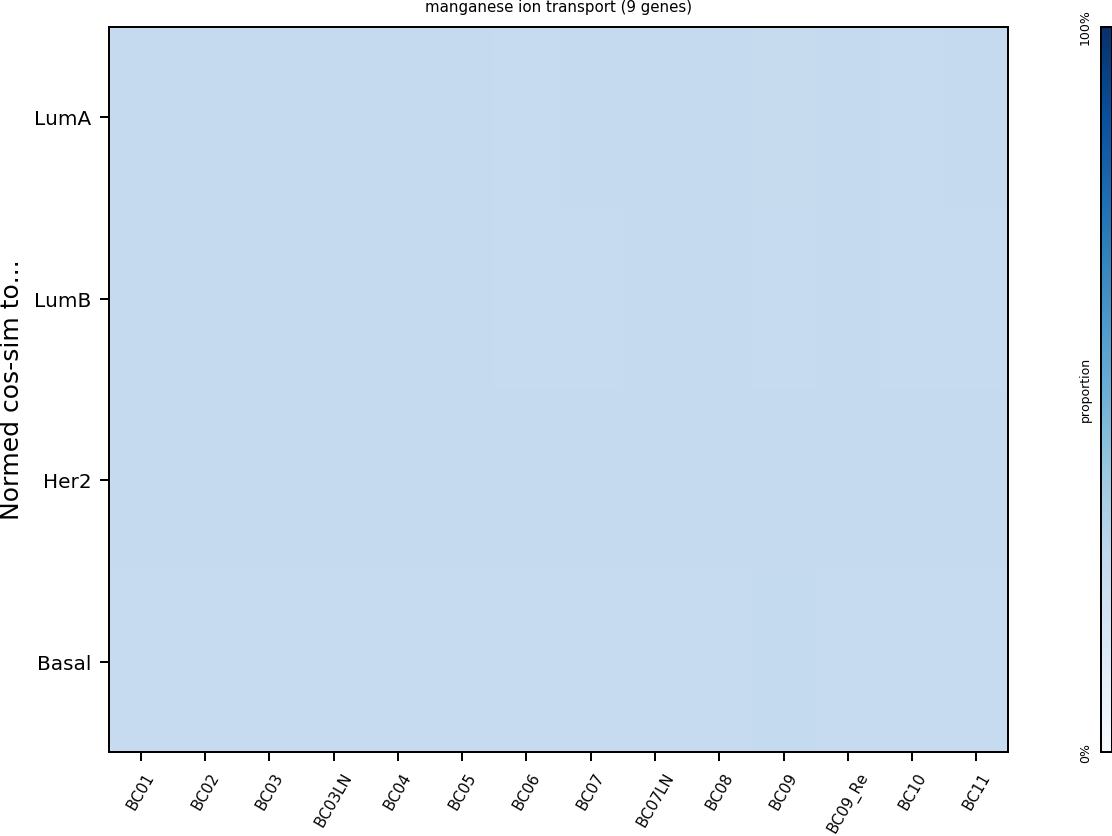 manganese ion transport (9 genes)
Normed cos-sim to...
LumA
LumB
Her2
Basal
BC01
BC02
BC03
BC03LN
BC04
BC05
BC06
BC07
BC07LN
BC08
BC09
BC09_Re
BC10
BC11
100%
proportion
0%